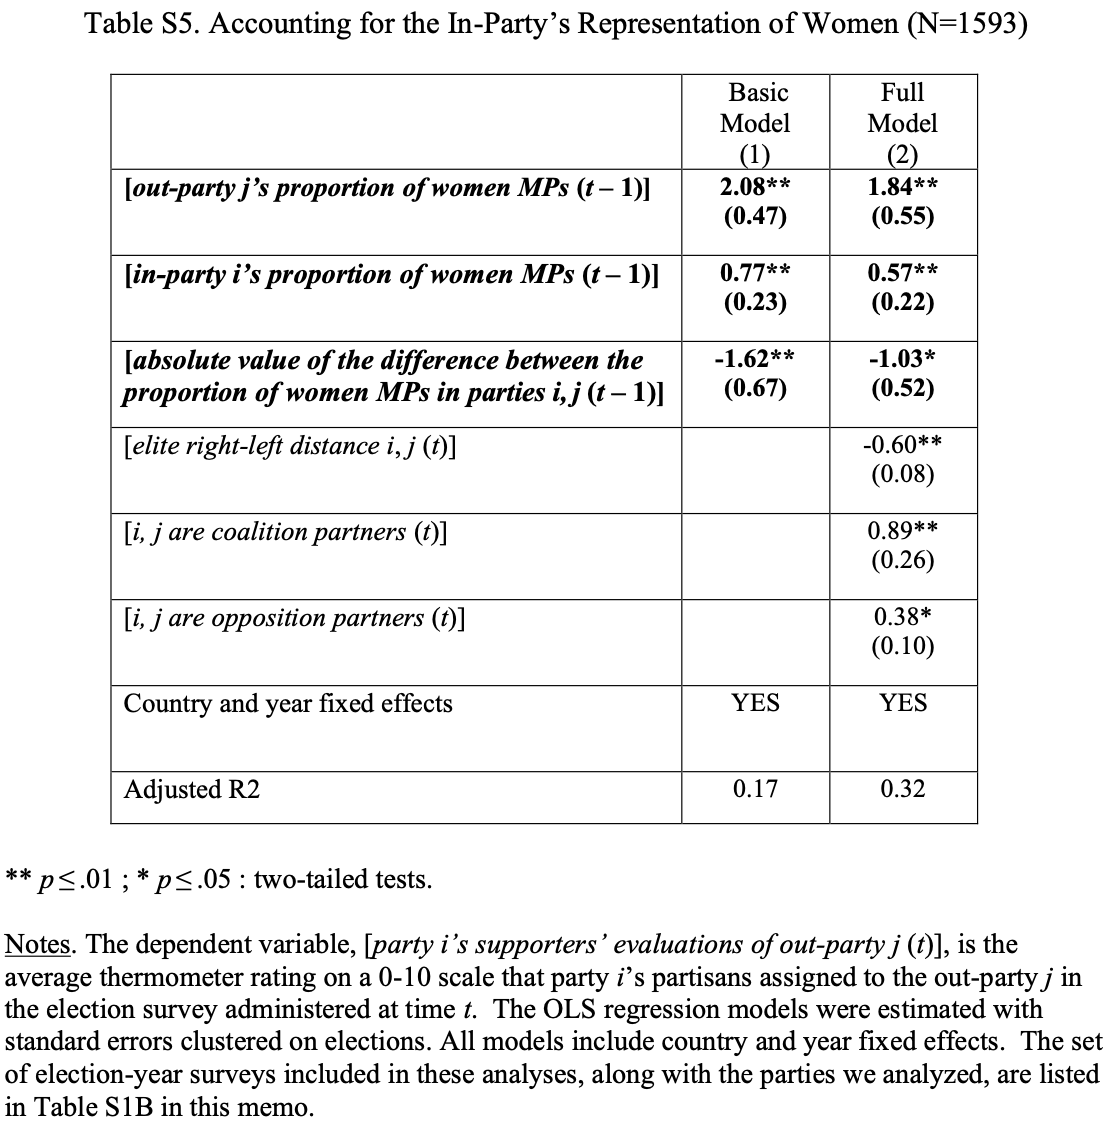 Table S5. Accounting for the In-Party’s Representation of Women (N=1593)
Basic Model (1)
Full Model (2)
[out-party j’s proportion of women MPs (t – 1)] 2.08** 1.84**
(0.47) (0.55)
[in-party i’s proportion of women MPs (t – 1)] 0.77** 0.57**
(0.23) (0.22)
[absolute value of the difference between the -1.62** -1.03*
proportion of women MPs in parties i, j (t – 1)] (0.67) (0.52)
[elite right-left distance i, j (t)] -0.60**
(0.08)
[i, j are coalition partners (t)] 0.89**
(0.26)
[i, j are opposition partners (t)] 0.38*
(0.10)
Country and year fixed effects YES YES
Adjusted R2 0.17 0.32
** p ≤ .01 ; * p ≤ .05 : two-tailed tests.
Notes. The dependent variable, [party i’s supporters’ evaluations of out-party j (t)], is the
average thermometer rating on a 0-10 scale that party i’s partisans assigned to the out-party j in
the election survey administered at time t. The OLS regression models were estimated with
standard errors clustered on elections. All models include country and year fixed effects. The set
of election-year surveys included in these analyses, along with the parties we analyzed, are listed
in Table S1B in this memo.